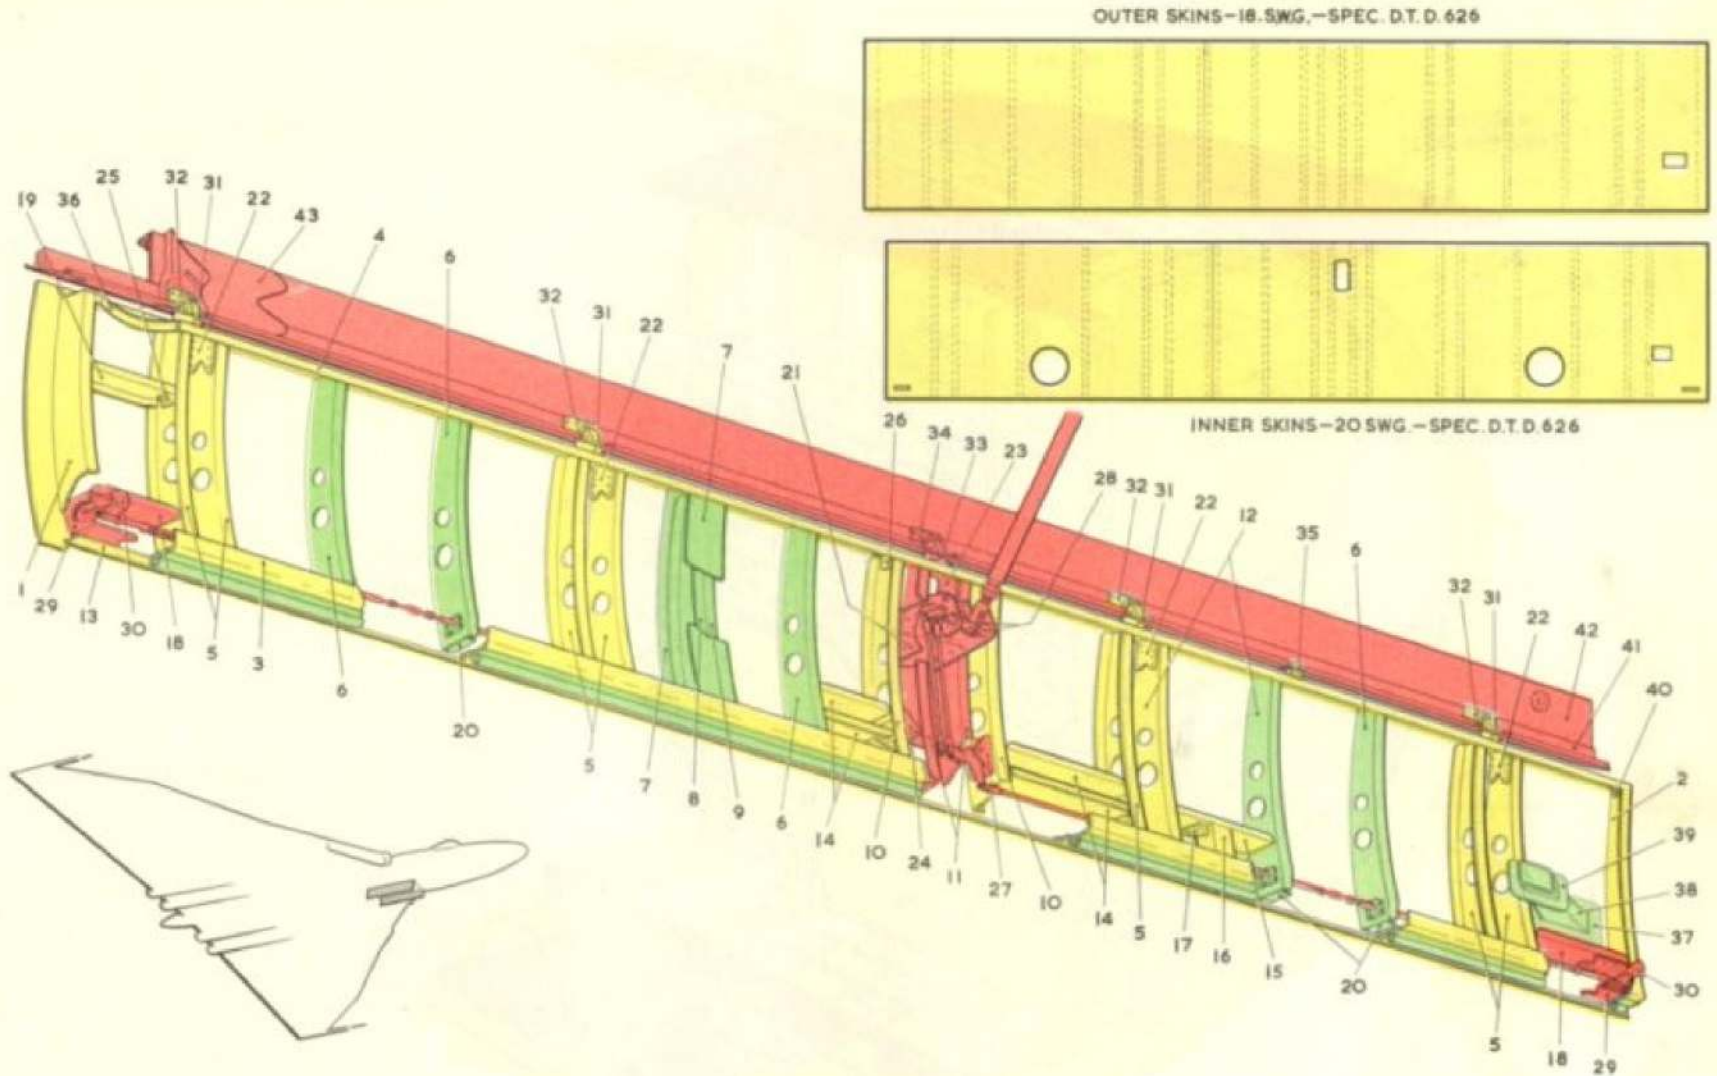 OUTER SKINS-18.S.W.G.-SPEC. D.T.D. 626
INNER SKINS-20 SWG.-SPEC. D.T.D. 626
19 36 25 32 31 22 43 4 6
32 31 22 7 21
26 34 33 23 28 32 31 22 12 35 6 32 31 22 42 41 40
2
39
38
37
30
1 29 13 30 18 5 3 6
20 5 7 8 9 6 14 10 24 11 27 10 14 5 17 16 15 20 5 18 29